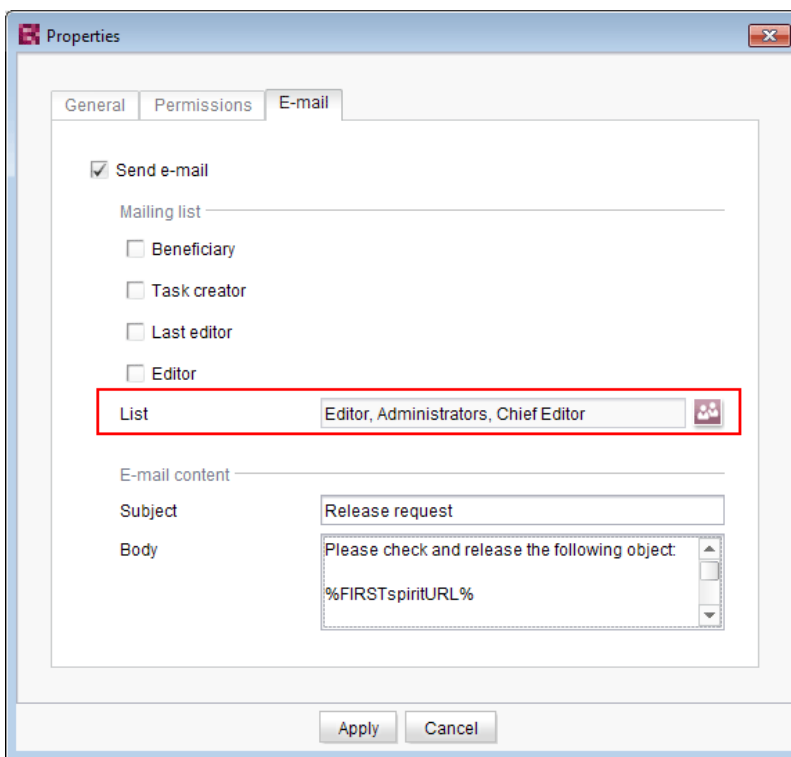 Properties
General Permissions E-mail
Send e-mail
Mailing list
Beneficiary
Task creator
Last editor
Editor
List Editor, Administrators, Chief Editor
E-mail content
Subject Release request
Body Please check and release the following object:
%FIRSTspiritURL%
Apply Cancel